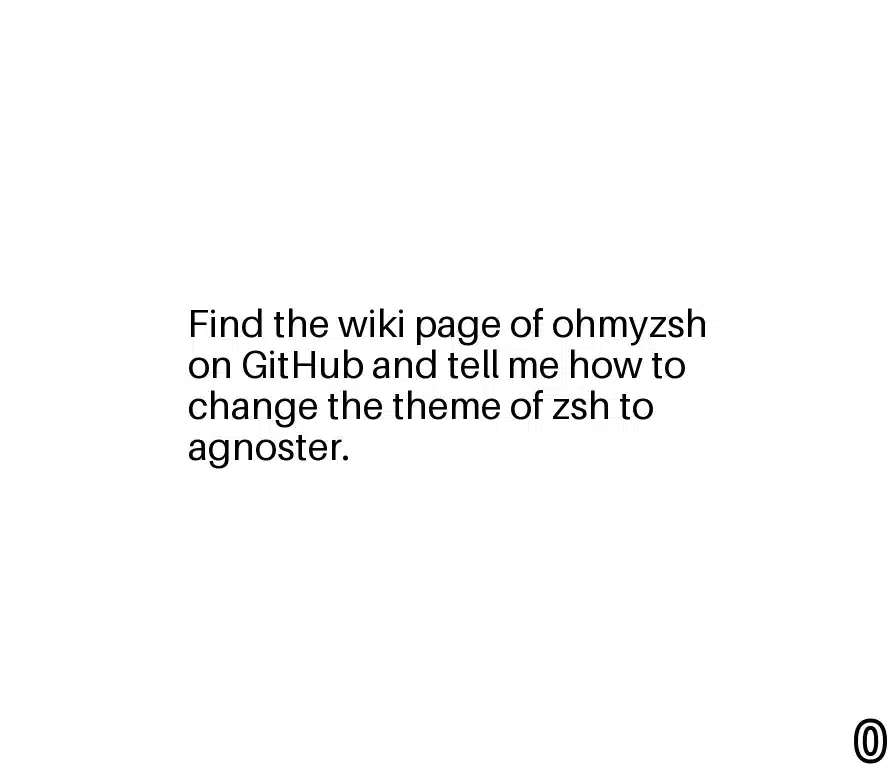 Find the wiki page of ohmyzsh
on GitHub and tell me how to
change the theme of zsh to
agnoster.
0